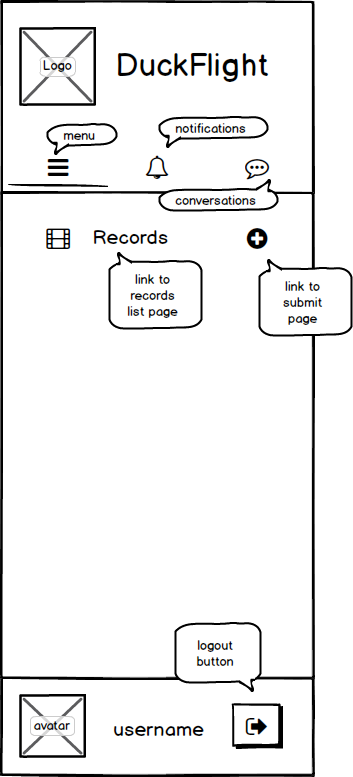 Logo
DuckFlight
menu
notifications
conversations
Records
link to
records
list page
link to
submit
page
logout
button
avatar
username